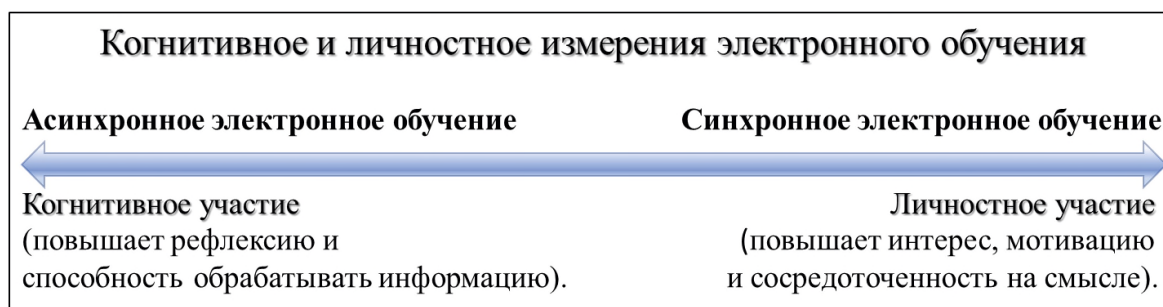 Когнитивное и личностное измерения электронного обучения
Асинхронное электронное обучение
Синхронное электронное обучение
Когнитивное участие
(повышает рефлексию и
способность обрабатывать информацию).
Личностное участие
(повышает интерес, мотивацию
и сосредоточенность на смысле).